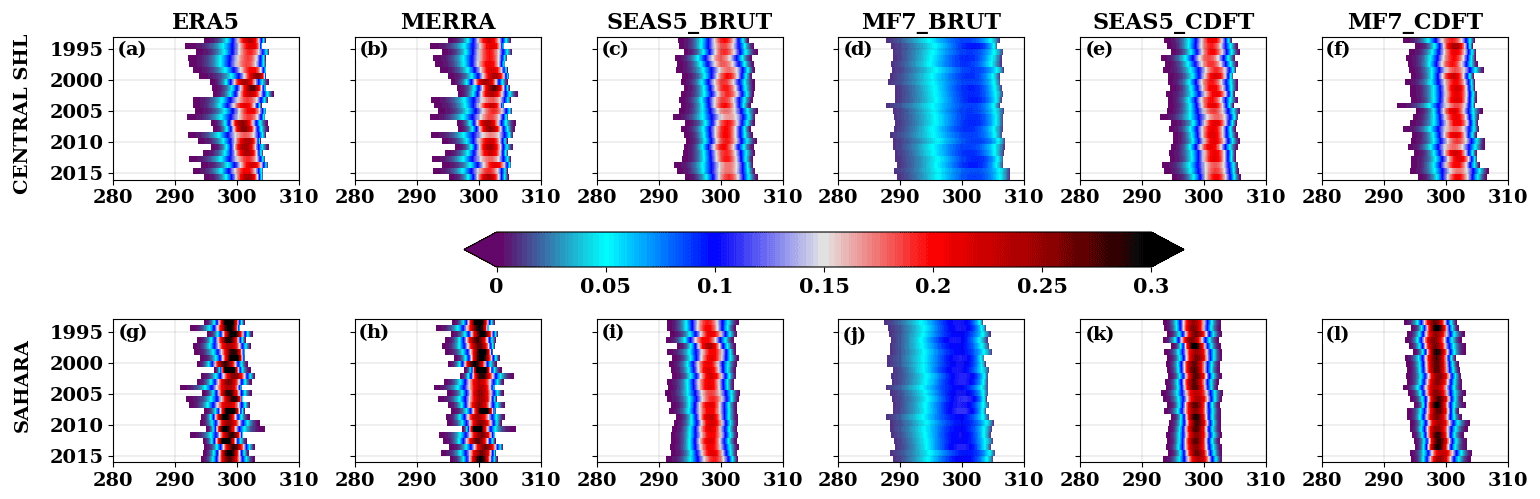 ERA5 MERRA SEAS5_BRUT MF7_BRUT SEAS5_CDFT MF7_CDFT
CENTRAL SHL
(a) (b) (c) (d) (e) (f)
1995
2000
2005
2010
2015
280 290 300 310 280 290 300 310 280 290 300 310 280 290 300 310 280 290 300 310 280 290 300 310
0 0.05 0.1 0.15 0.2 0.25 0.3
SAHARA
(g) (h) (i) (j) (k) (l)
1995
2000
2005
2010
2015
280 290 300 310 280 290 300 310 280 290 300 310 280 290 300 310 280 290 300 310 280 290 300 310